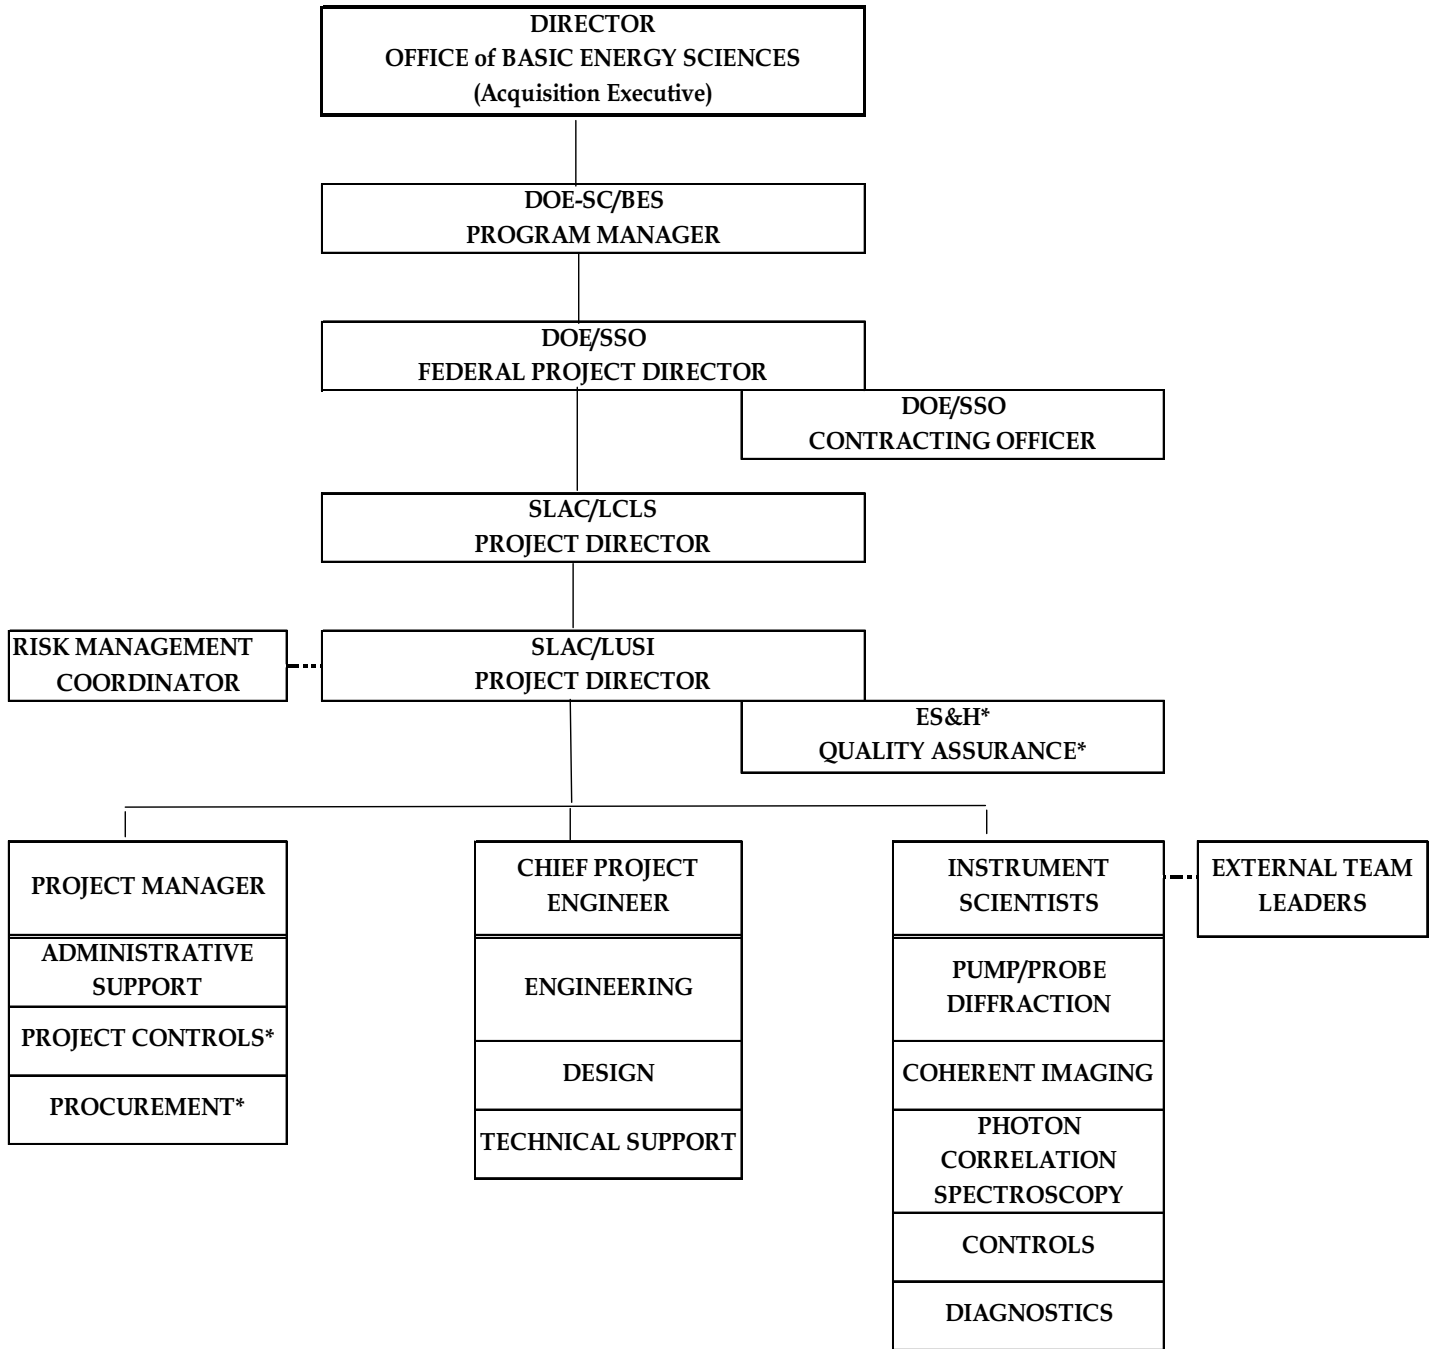 DIRECTOR
OFFICE of BASIC ENERGY SCIENCES
(Acquisition Executive)
DOE-SC/BES
PROGRAM MANAGER
DOE/SSO
FEDERAL PROJECT DIRECTOR
DOE/SSO
CONTRACTING OFFICER
SLAC/LCLS
PROJECT DIRECTOR
RISK MANAGEMENT
COORDINATOR
SLAC/LUSI
PROJECT DIRECTOR
ES&H*
QUALITY ASSURANCE*
PROJECT MANAGER
ADMINISTRATIVE
SUPPORT
PROJECT CONTROLS*
PROCUREMENT*
CHIEF PROJECT
ENGINEER
ENGINEERING
DESIGN
TECHNICAL SUPPORT
INSTRUMENT
SCIENTISTS
PUMP/PROBE
DIFFRACTION
COHERENT IMAGING
PHOTON
CORRELATION
SPECTROSCOPY
CONTROLS
DIAGNOSTICS
EXTERNAL TEAM
LEADERS